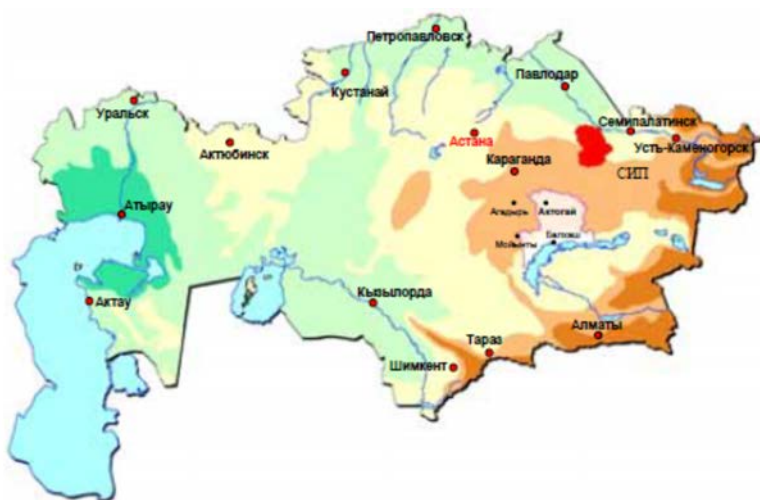 Петропавловск
Кустанай
Павлодар
Уральск
Актюбинск
Астана
Семипалатинск
Усть-Каменогорск
Караганда
СИП
Атырау
Агадырь
Актогай
Мойынты
Балхаш
Актау
Кызылорда
Тараз
Алматы
Шимкент